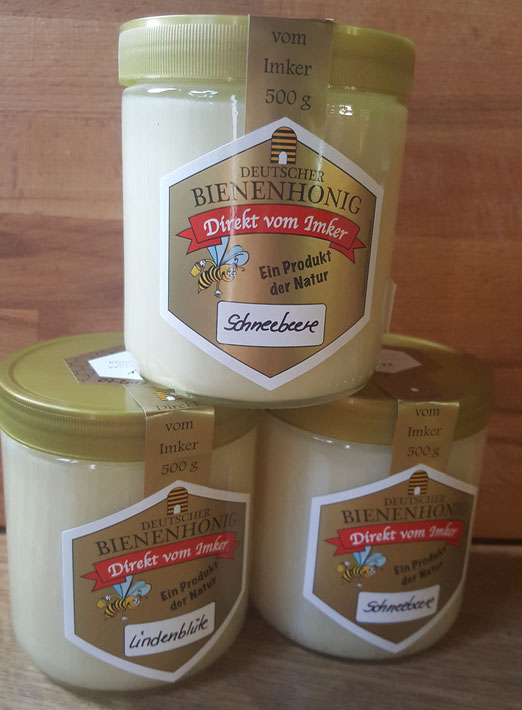 vom
Imker
500 g
DEUTSCHER
BIENENHONIG
Direkt vom Imker
Ein Produkt
der Natur
Schneebeere
vom
Imker
500 g
DEUTSCHER
BIENENHONIG
Direkt vom Imker
Ein Produkt
der Natur
Lindenblüte
vom
Imker
500 g
DEUTSCHER
BIENENHONIG
Direkt vom Imker
Ein Produkt
der Natur
Schneebeere